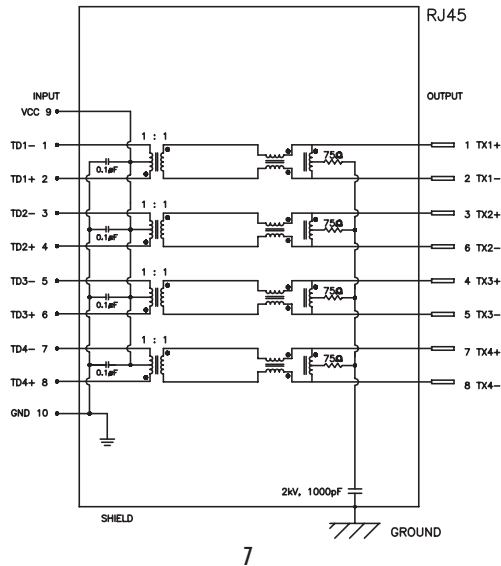 RJ45
INPUT
OUTPUT
VCC 9
1 : 1
TD1- 1
0.1µF
75Ω
1 TX1+
TD1+ 2
2 TX1-
1 : 1
TD2- 3
0.1µF
75Ω
3 TX2+
TD2+ 4
6 TX2-
1 : 1
TD3- 5
0.1µF
75Ω
4 TX3+
TD3+ 6
5 TX3-
1 : 1
TD4- 7
0.1µF
75Ω
7 TX4+
TD4+ 8
8 TX4-
GND 10
2kV, 1000pF
SHIELD
GROUND
7